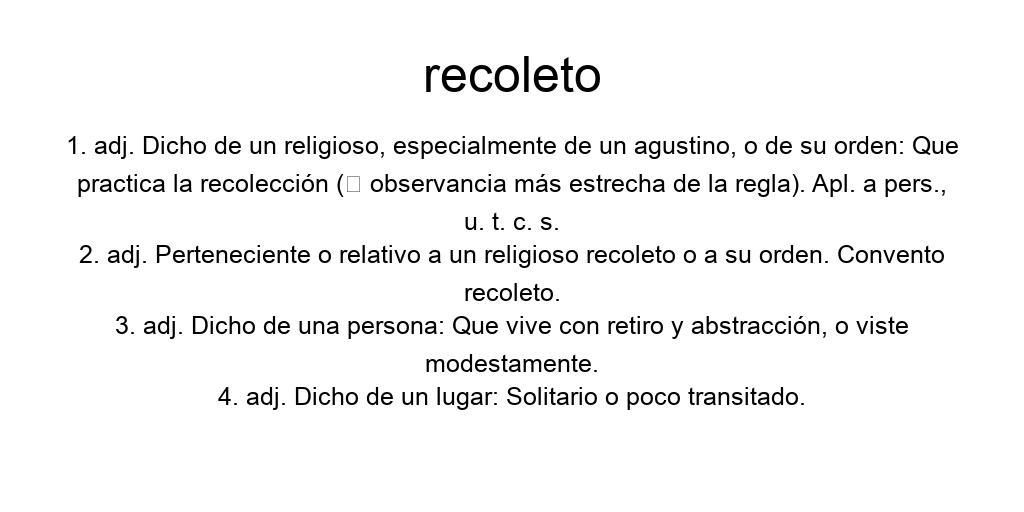 recoleto
1. adj. Dicho de un religioso, especialmente de un agustino, o de su orden: Que
practica la recolección (▯ observancia más estrecha de la regla). Apl. a pers.,
u. t. c. s.
2. adj. Perteneciente o relativo a un religioso recoleto o a su orden. Convento
recoleto.
3. adj. Dicho de una persona: Que vive con retiro y abstracción, o viste
modestamente.
4. adj. Dicho de un lugar: Solitario o poco transitado.